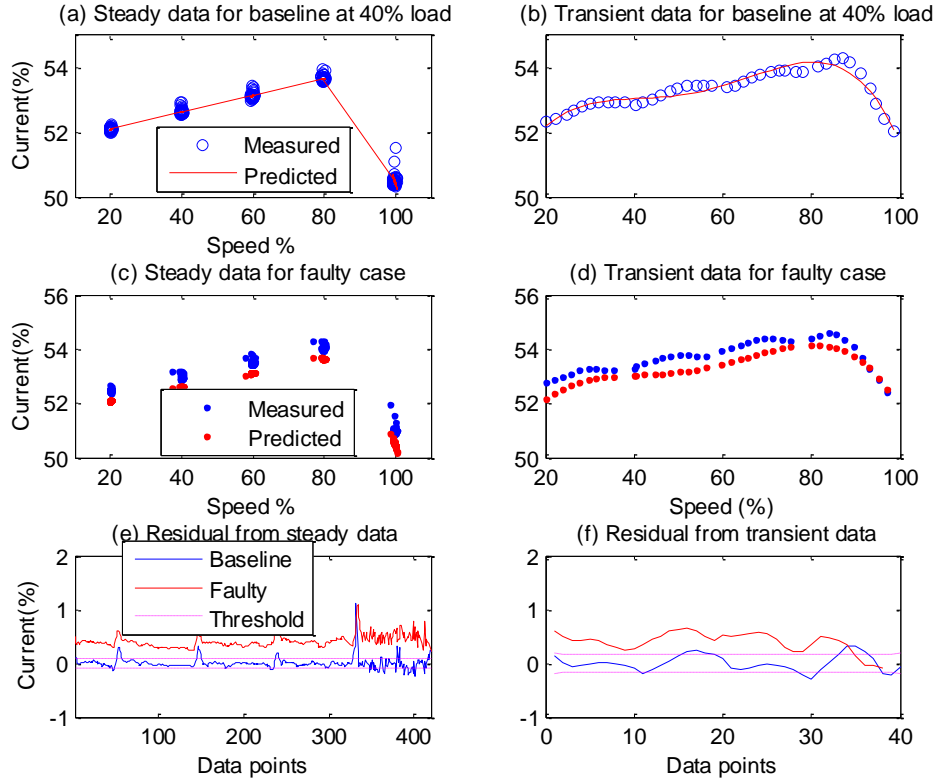 (a) Steady data for baseline at 40% load
(b) Transient data for baseline at 40% load
Current(%)
54
52
50
Measured
Predicted
20 40 60 80 100
Speed %
54
52
50
20 40 60 80 100
(c) Steady data for faulty case
(d) Transient data for faulty case
Current(%)
56
54
52
50
Measured
Predicted
20 40 60 80 100
Speed %
56
54
52
50
20 40 60 80 100
Speed (%)
(e) Residual from steady data
(f) Residual from transient data
Current(%)
2
1
0
-1
Baseline
Faulty
Threshold
100 200 300 400
Data points
2
1
0
-1
0 10 20 30 40
Data points